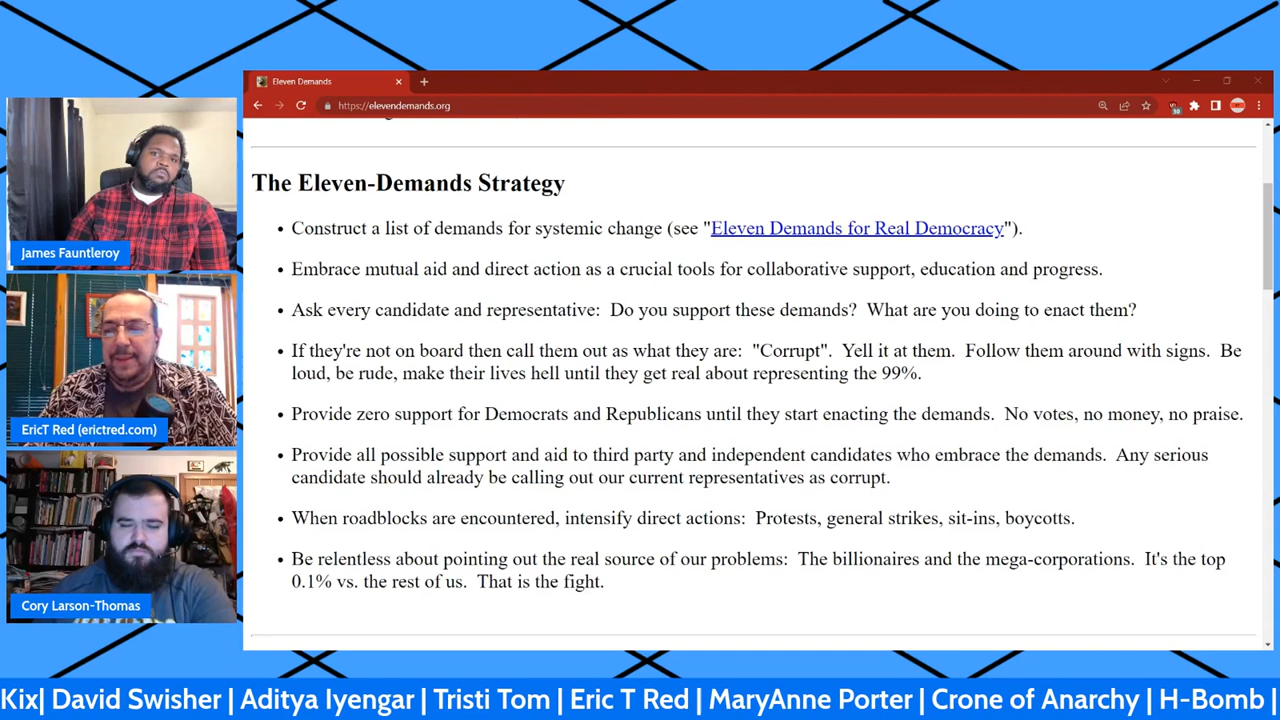 Eleven Demands
https://elevendemands.org
The Eleven-Demands Strategy
• Construct a list of demands for systemic change (see "Eleven Demands for Real Democracy").
• Embrace mutual aid and direct action as a crucial tools for collaborative support, education and progress.
• Ask every candidate and representative:  Do you support these demands?  What are you doing to enact them?
• If they're not on board then call them out as what they are:  "Corrupt".  Yell it at them.  Follow them around with signs.  Be
loud, be rude, make their lives hell until they get real about representing the 99%.
• Provide zero support for Democrats and Republicans until they start enacting the demands.  No votes, no money, no praise.
• Provide all possible support and aid to third party and independent candidates who embrace the demands.  Any serious
candidate should already be calling out our current representatives as corrupt.
• When roadblocks are encountered, intensify direct actions:  Protests, general strikes, sit-ins, boycotts.
• Be relentless about pointing out the real source of our problems:  The billionaires and the mega-corporations.  It's the top
0.1% vs. the rest of us.  That is the fight.
James Fauntleroy
EricT Red (erictred.com)
Cory Larson-Thomas
Kix| David Swisher | Aditya Iyengar | Tristi Tom | Eric T Red | MaryAnne Porter | Crone of Anarchy | H-Bomb |